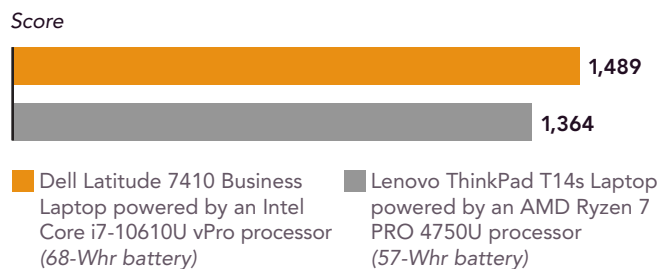 Score
1,489
1,364
Dell Latitude 7410 Business
Laptop powered by an Intel
Core i7-10610U vPro processor
(68-Whr battery)
Lenovo ThinkPad T14s Laptop
powered by an AMD Ryzen 7
PRO 4750U processor
(57-Whr battery)